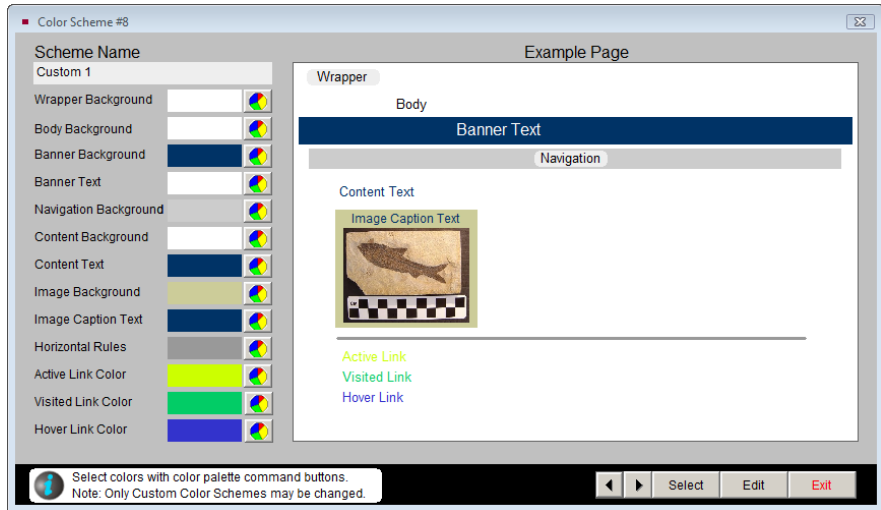 Color Scheme #8
Scheme Name
Custom 1
Wrapper Background
Body Background
Banner Background
Banner Text
Navigation Background
Content Background
Content Text
Image Background
Image Caption Text
Horizontal Rules
Active Link Color
Visited Link Color
Hover Link Color
Example Page
Wrapper
Body
Banner Text
Navigation
Content Text
Image Caption Text
Active Link
Visited Link
Hover Link
Select colors with color palette command buttons.
Note: Only Custom Color Schemes may be changed.
Select
Edit
Exit